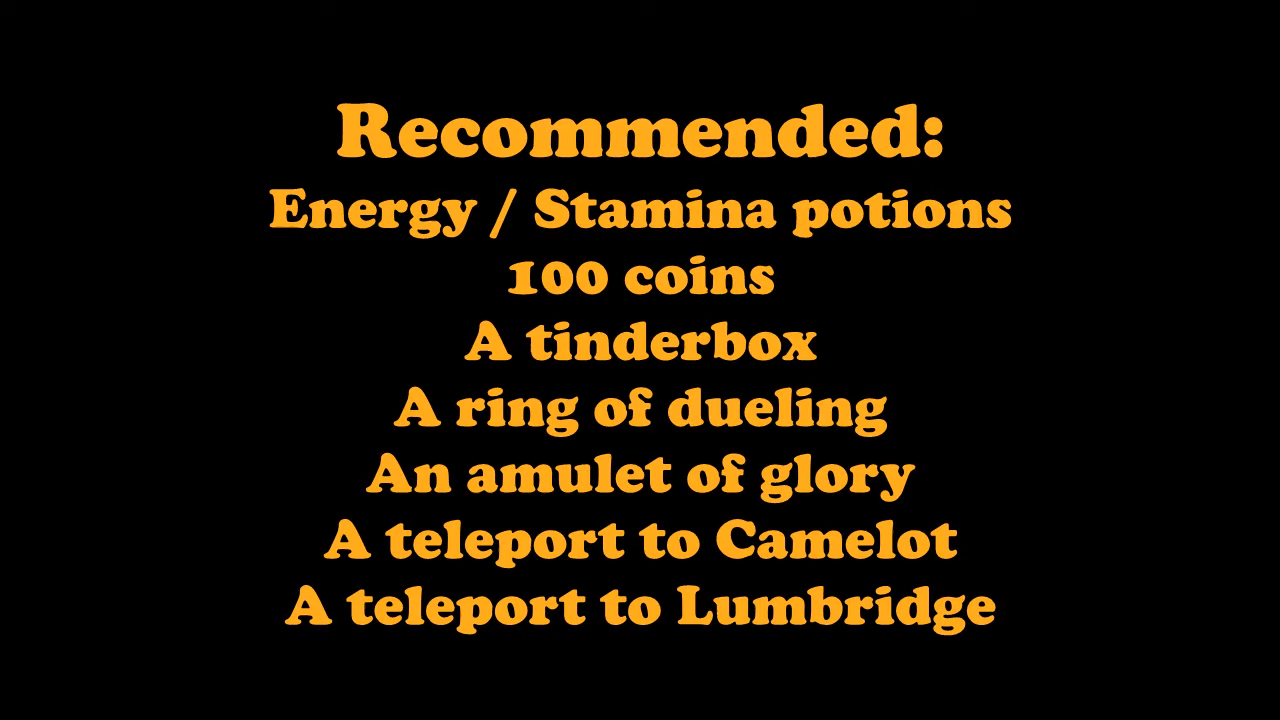 Recommended:
Energy / Stamina potions
100 coins
A tinderbox
A ring of dueling
An amulet of glory
A teleport to Camelot
A teleport to Lumbridge